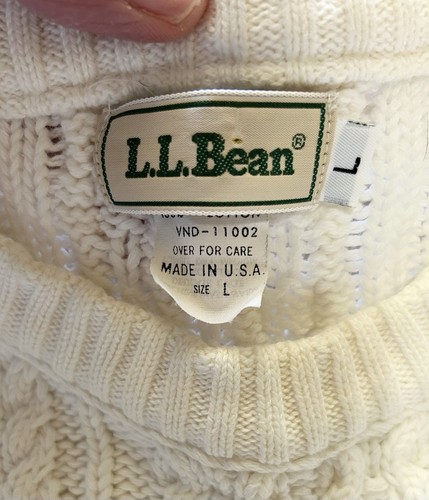 L.L.Bean®
L
VND-11002
OVER FOR CARE
MADE IN U.S.A.
SIZE L